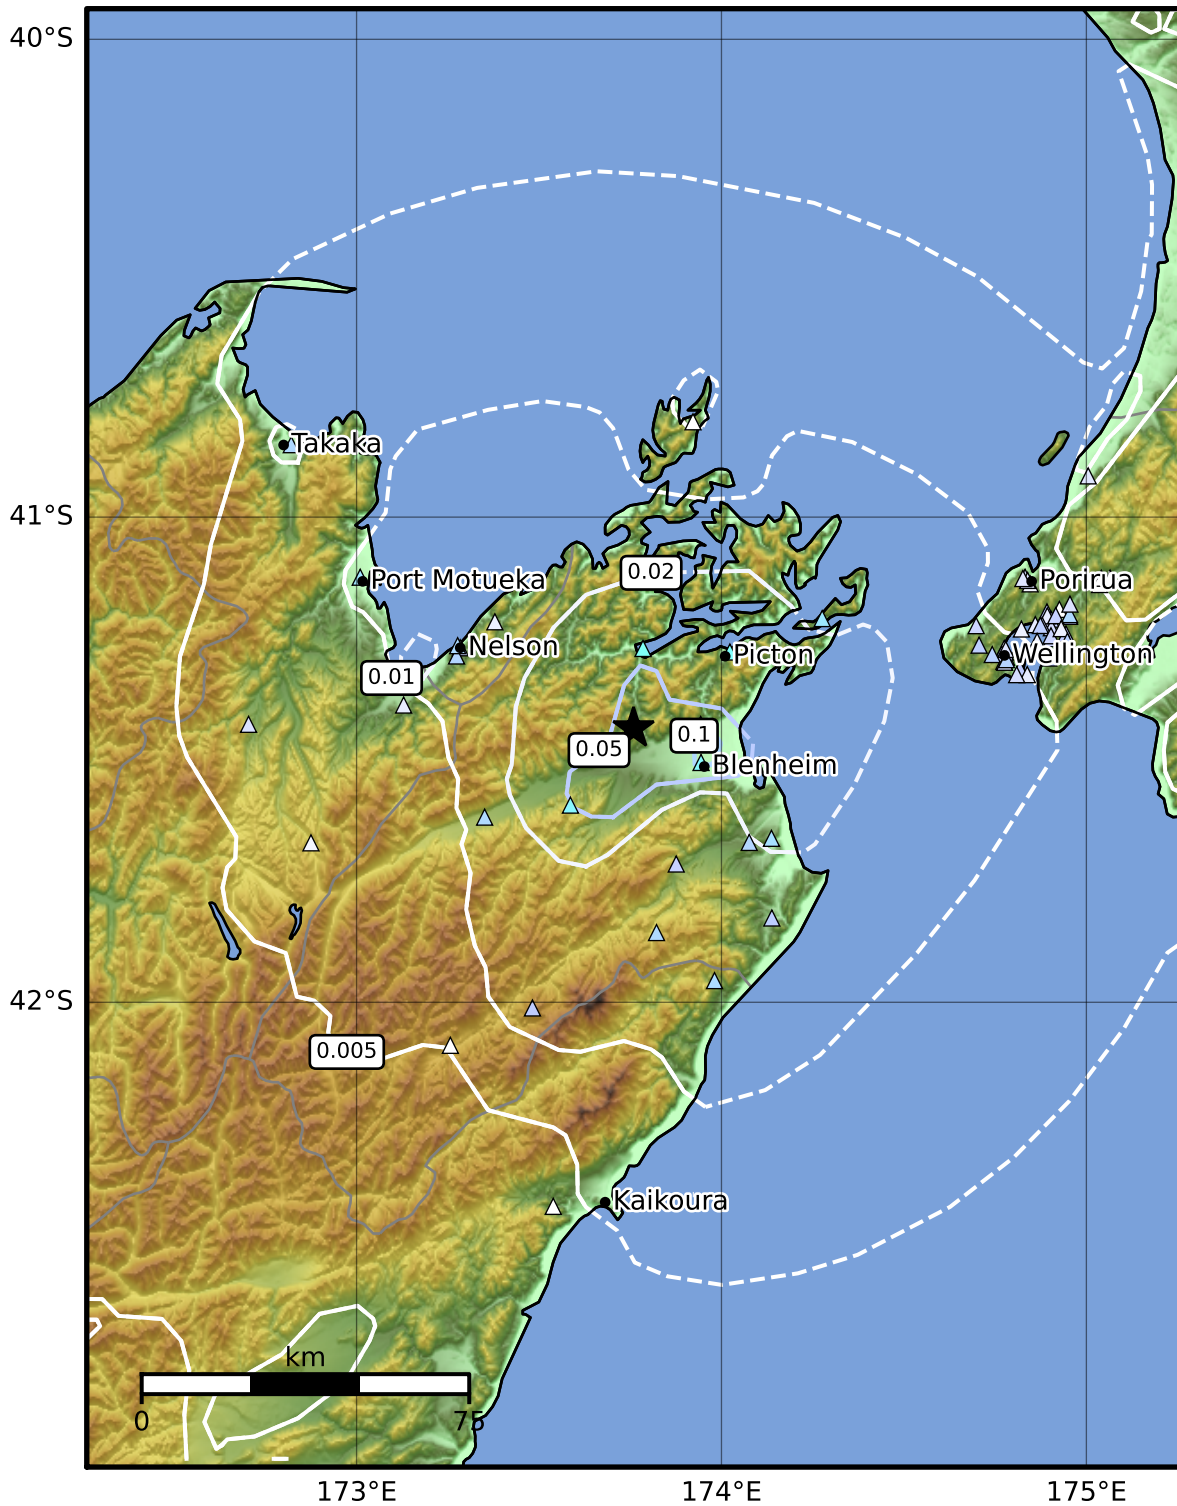 40°S
Takaka
41°S
0.02
Port Motueka
Porirua
Nelson
Picton
Wellington
0.01
0.1
0.05
Blenheim
42°S
0.005
Kaikoura
km
0
75
173°E
174°E
175°E